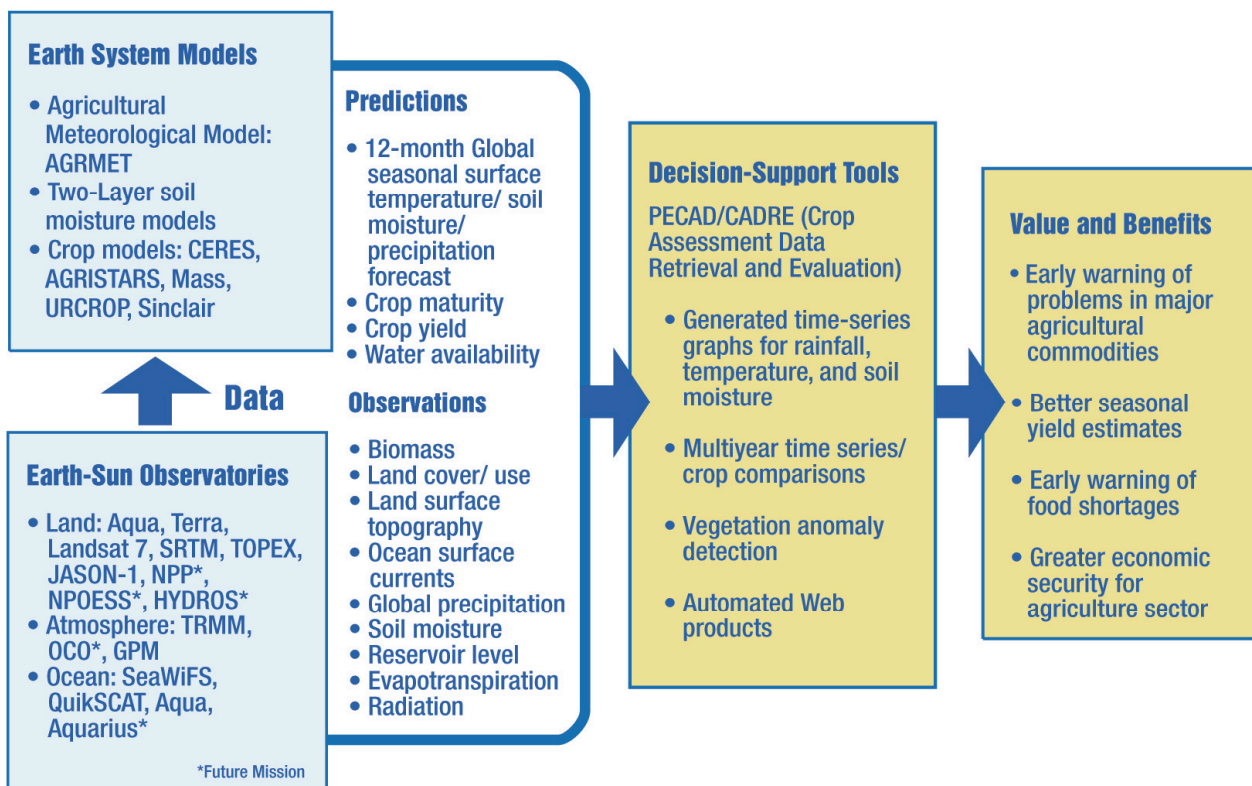 Earth System Models
• Agricultural
Meteorological Model:
AGRMET
• Two-Layer soil
moisture models
• Crop models: CERES,
AGRISTARS, Mass,
URCROP, Sinclair
Data
Earth-Sun Observatories
• Land: Aqua, Terra,
Landsat 7, SRTM, TOPEX,
JASON-1, NPP*,
NPOESS*, HYDROS*
• Atmosphere: TRMM,
OCO*, GPM
• Ocean: SeaWiFS,
QuikSCAT, Aqua,
Aquarius*
*Future Mission
Predictions
• 12-month Global
seasonal surface
temperature/ soil
moisture/
precipitation
forecast
• Crop maturity
• Crop yield
• Water availability
Observations
• Biomass
• Land cover/ use
• Land surface
topography
• Ocean surface
currents
• Global precipitation
• Soil moisture
• Reservoir level
• Evapotranspiration
• Radiation
Decision-Support Tools
PECAD/CADRE (Crop
Assessment Data
Retrieval and Evaluation)
• Generated time-series
graphs for rainfall,
temperature, and soil
moisture
• Multiyear time series/
crop comparisons
• Vegetation anomaly
detection
• Automated Web
products
Value and Benefits
• Early warning of
problems in major
agricultural
commodities
• Better seasonal
yield estimates
• Early warning of
food shortages
• Greater economic
security for
agriculture sector